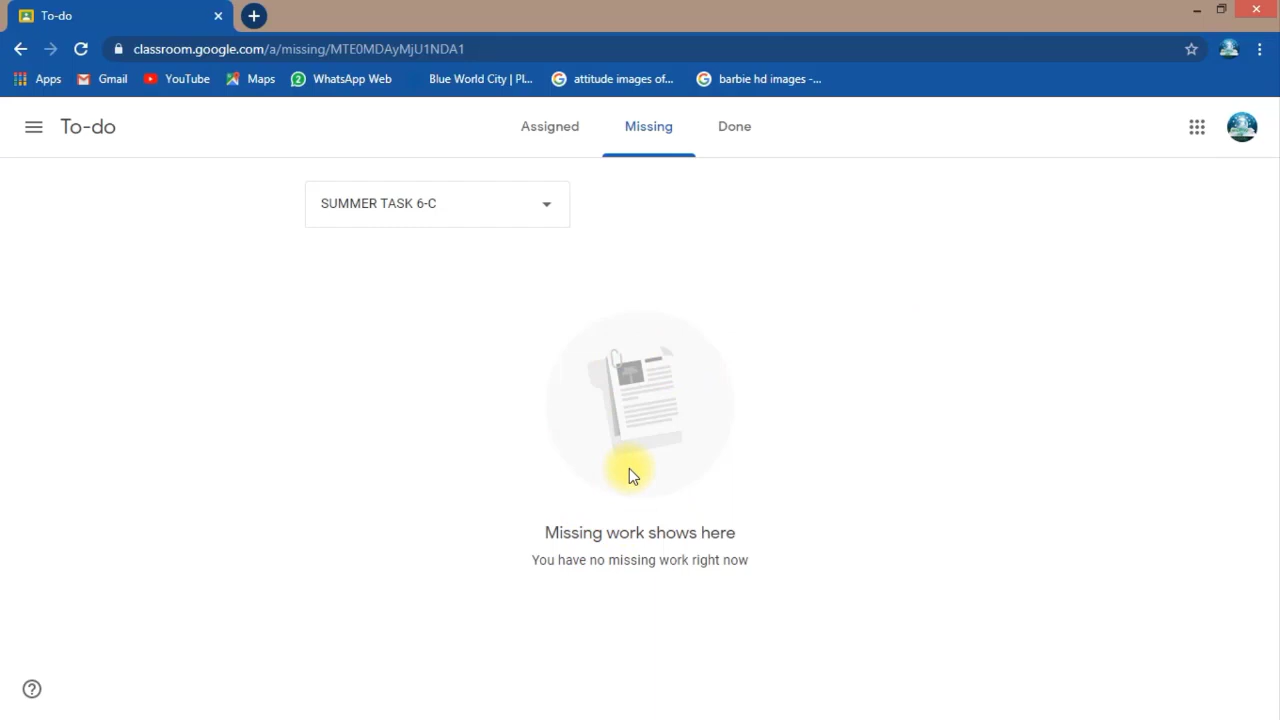 To-do
classroom.google.com/a/missing/MTE0MDAyMjU1NDA1
Apps
Gmail
YouTube
Maps
2
WhatsApp Web
Blue World City | Pl...
attitude images of...
barbie hd images -...
To-do
Assigned
Missing
Done
SUMMER TASK 6-C
Missing work shows here
You have no missing work right now